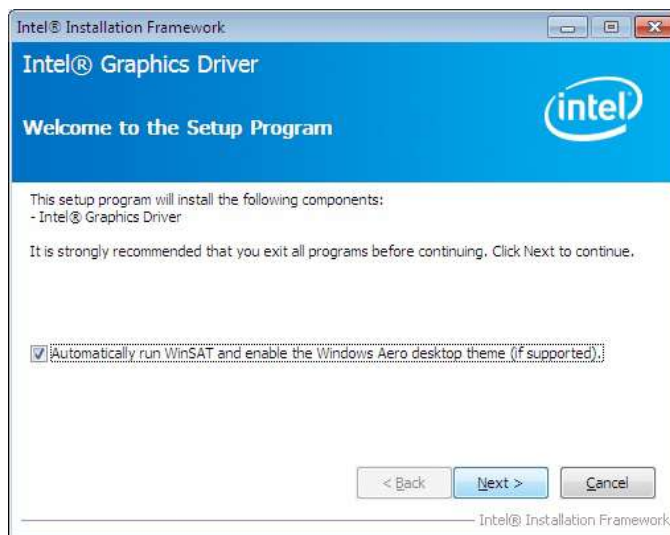 Intel® Installation Framework
Intel® Graphics Driver
Welcome to the Setup Program
intel
This setup program will install the following components:
- Intel® Graphics Driver
It is strongly recommended that you exit all programs before continuing. Click Next to continue.
Automatically run WinSAT and enable the Windows Aero desktop theme (if supported).
< Back Next > Cancel
Intel® Installation Framework